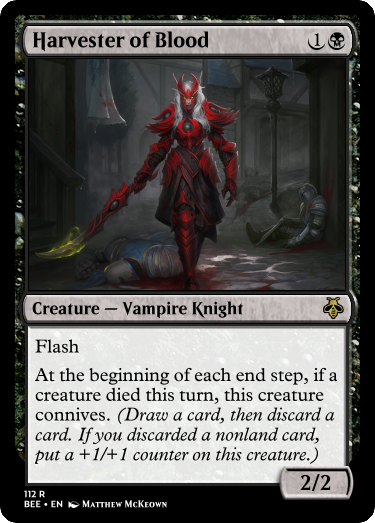 Harvester of Blood 1
Creature — Vampire Knight
Flash
At the beginning of each end step, if a
creature died this turn, this creature
connives. (Draw a card, then discard a
card. If you discarded a nonland card,
put a +1/+1 counter on this creature.)
2/2
112 R
BEE • EN Matthew McKeown